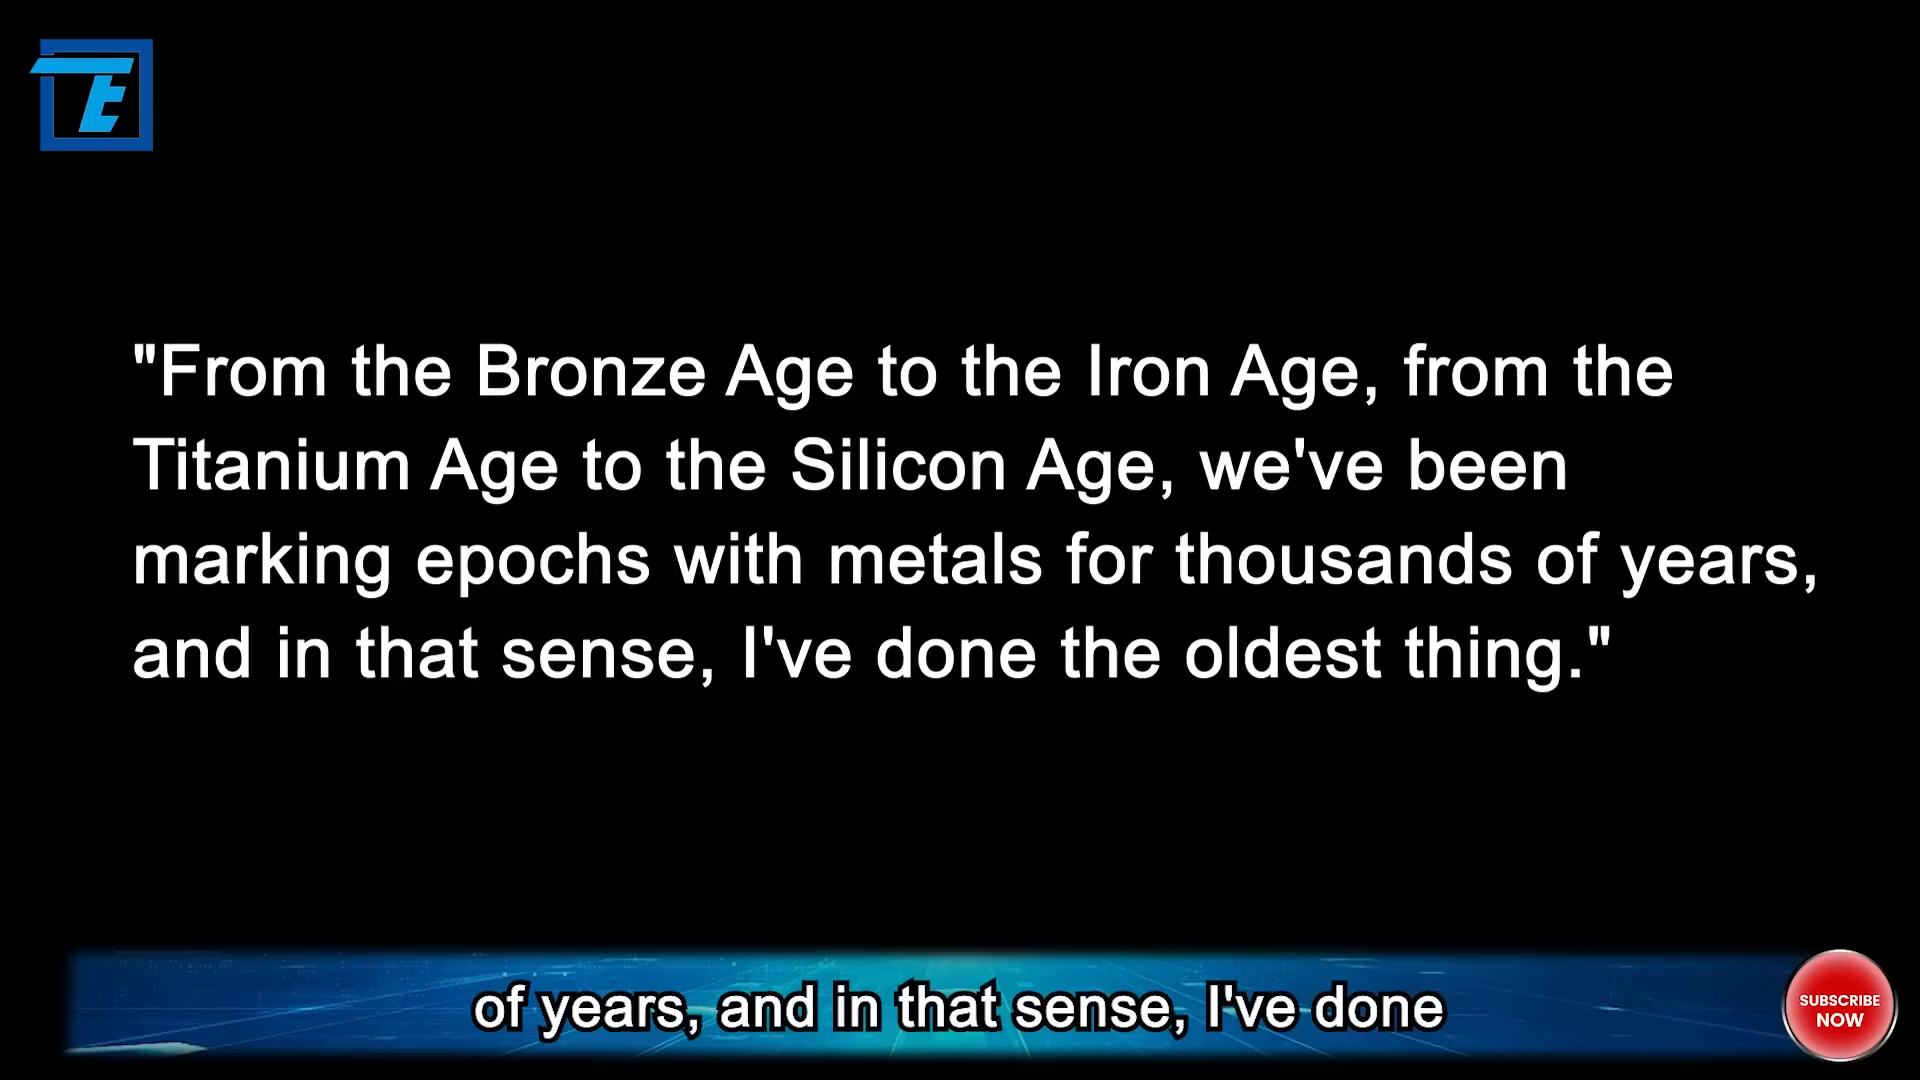 TE
"From the Bronze Age to the Iron Age, from the
Titanium Age to the Silicon Age, we've been
marking epochs with metals for thousands of years,
and in that sense, I've done the oldest thing."
of years, and in that sense, I've done
SUBSCRIBE
NOW